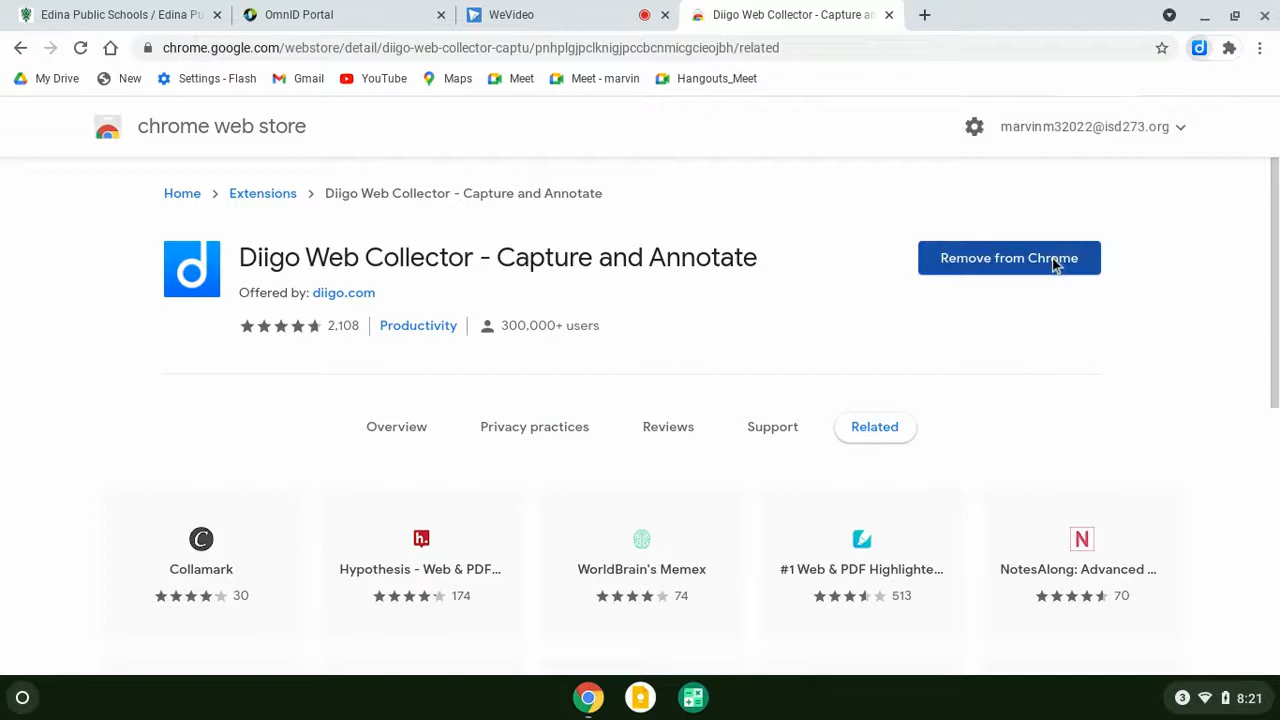 Edina Public Schools / Edina Pu
OmniD Portal
WeVideo
Diigo Web Collector - Capture an
chrome.google.com/webstore/detail/diigo-web-collector-captu/pnhplgjpclknigjpccbcnmicgcieojbh/related
My Drive
New
Settings - Flash
Gmail
YouTube
Maps
Meet
Meet - marvin
Hangouts_Meet
chrome web store
marvinm32022@isd273.org
Home
Extensions
Diigo Web Collector - Capture and Annotate
d
Diigo Web Collector - Capture and Annotate
Remove from Chrome
Offered by: diigo.com
2,108
Productivity
300,000+ users
Overview
Privacy practices
Reviews
Support
Related
C
h.
N
Collamark
Hypothesis - Web & PDF...
WorldBrain's Memex
#1 Web & PDF Highlighte...
NotesAlong: Advanced ...
30
174
74
513
70
3
8:21